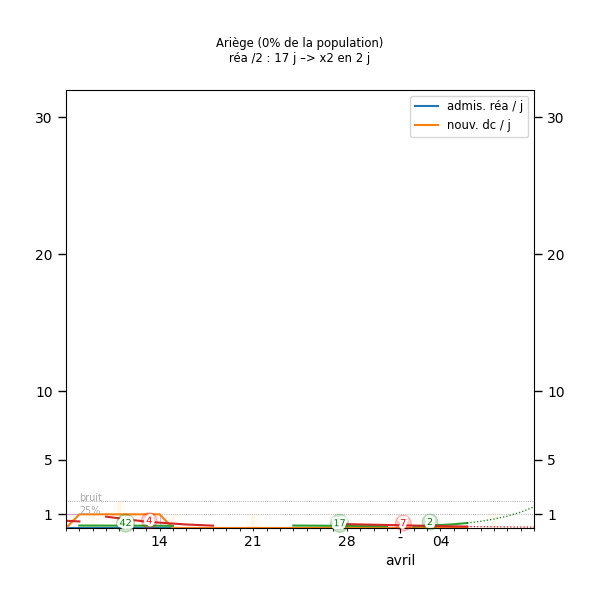 Ariège (0% de la population)
réa /2 : 17 j –> x2 en 2 j
admis. réa / j
nouv. dc / j
30 30
20 20
10 10
5 5
bruit
25%
1 1
42 4 17 7 2
14 21 28 - 04
avril